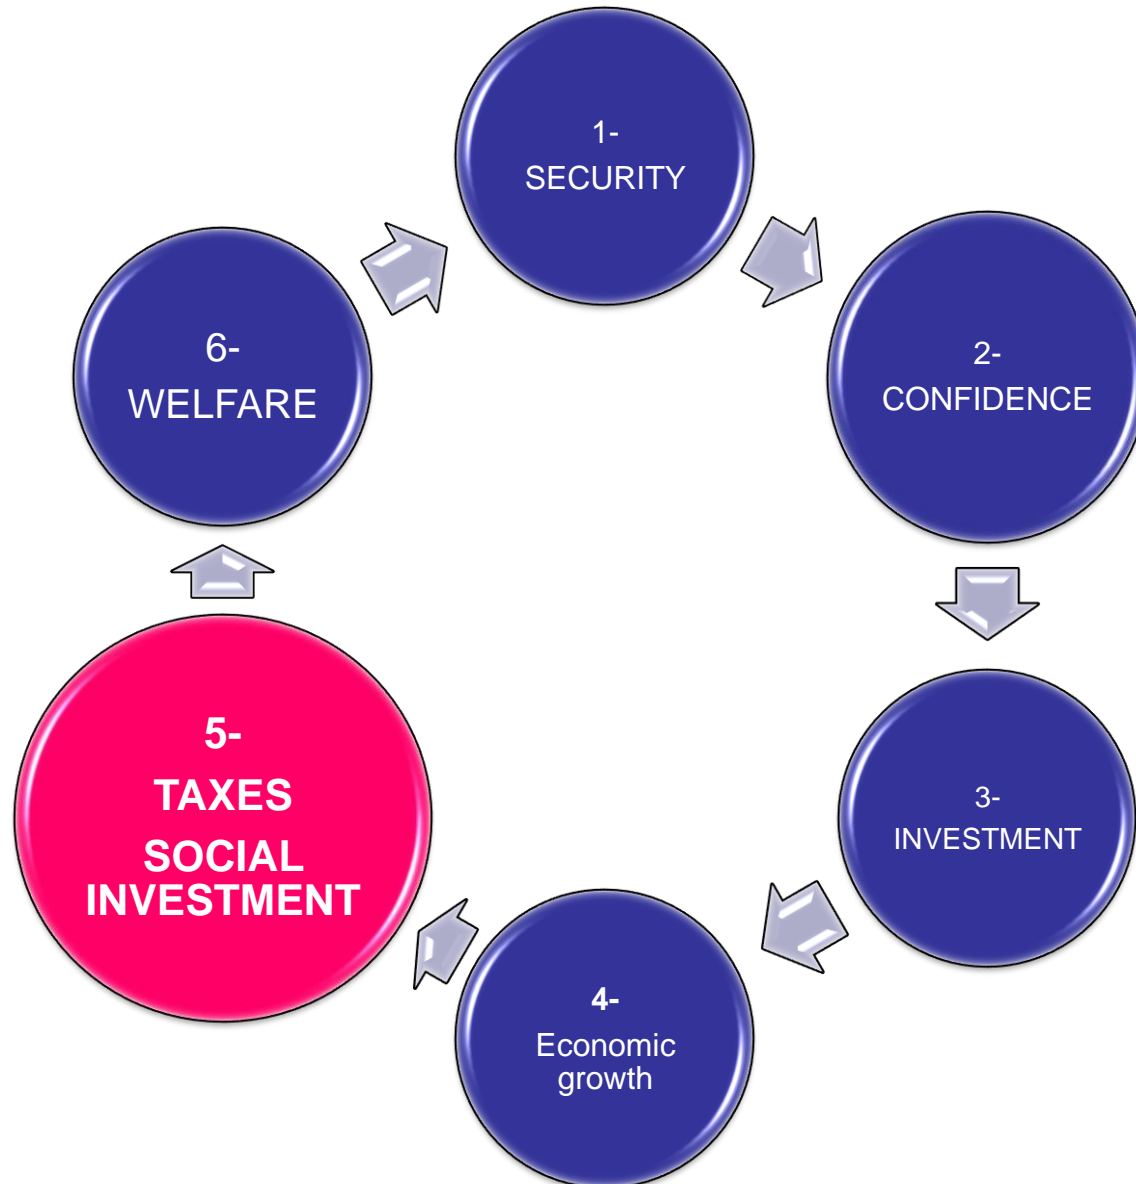 1-
SECURITY
2-
CONFIDENCE
3-
INVESTMENT
4-
Economic
growth
5-
TAXES
SOCIAL
INVESTMENT
6-
WELFARE